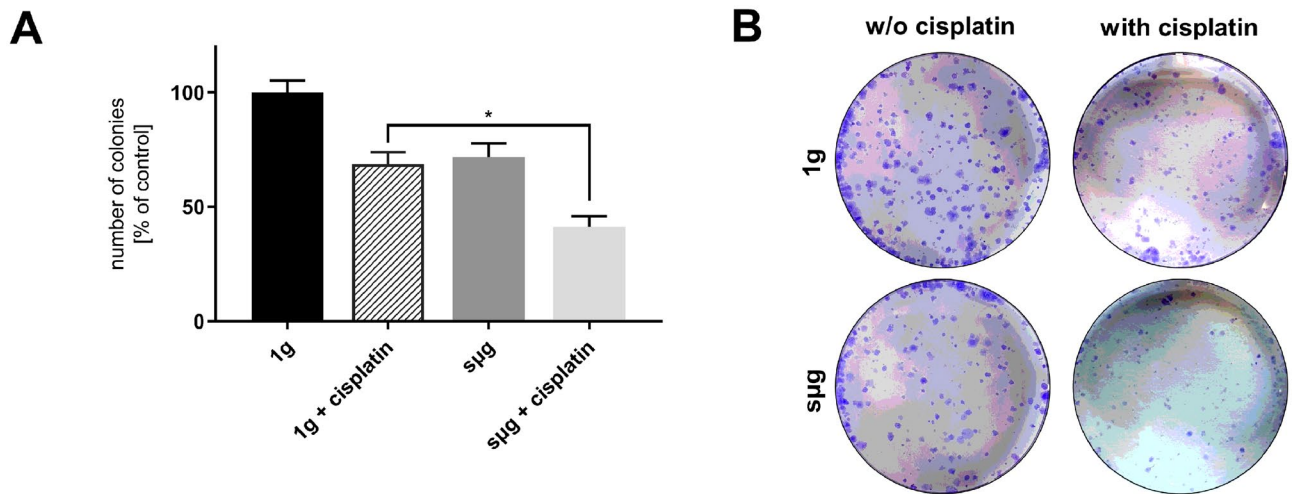 A
number of colonies
[% of control]
100
50
0
*
1g
1g + cisplatin
sµg
sµg + cisplatin
B
w/o cisplatin
with cisplatin
1g
sµg